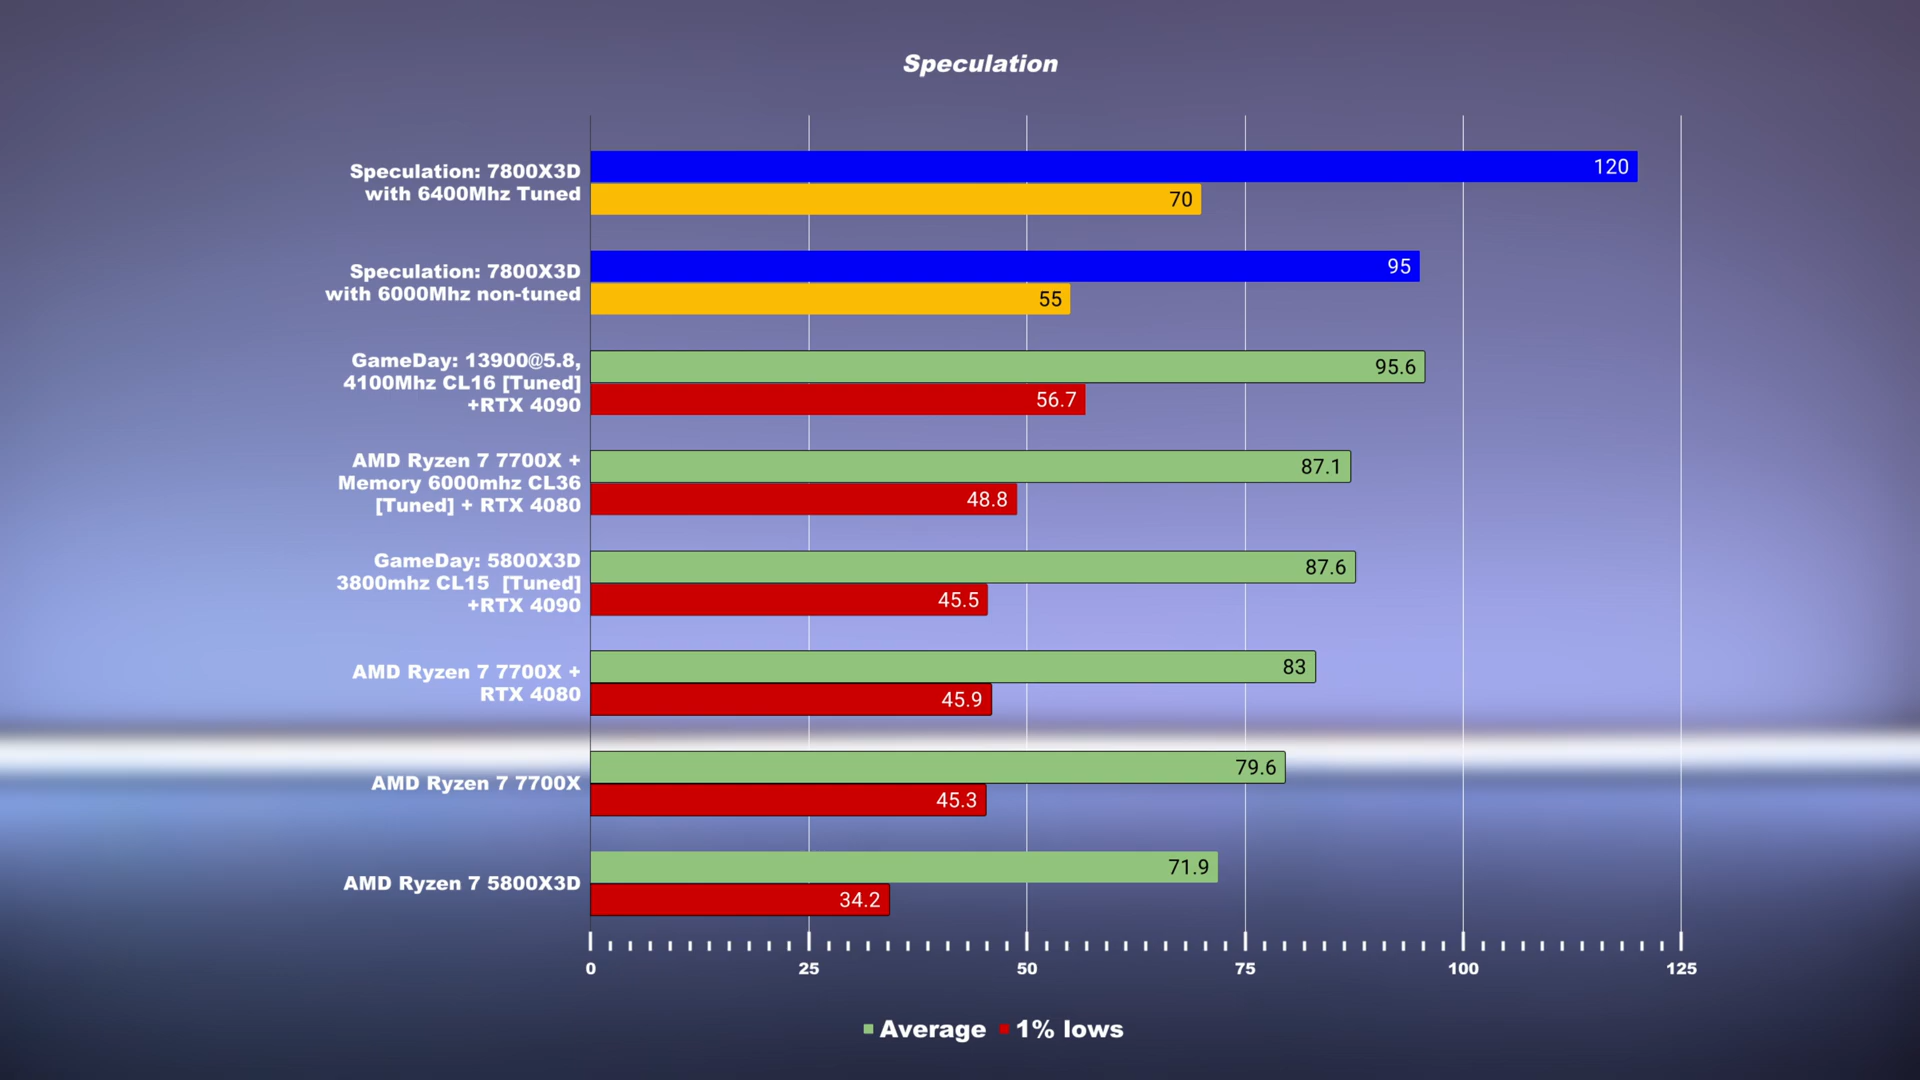 Speculation
Speculation: 7800X3D
with 6400Mhz Tuned
120
70
Speculation: 7800X3D
with 6000Mhz non-tuned
95
55
GameDay: 13900@5.8,
4100Mhz CL16 [Tuned]
+RTX 4090
95.6
56.7
AMD Ryzen 7 7700X +
Memory 6000mhz CL36
[Tuned] + RTX 4080
87.1
48.8
GameDay: 5800X3D
3800mhz CL15 [Tuned]
+RTX 4090
87.6
45.5
AMD Ryzen 7 7700X +
RTX 4080
83
45.9
AMD Ryzen 7 7700X
79.6
45.3
AMD Ryzen 7 5800X3D
71.9
34.2
0 25 50 75 100 125
Average 1% lows